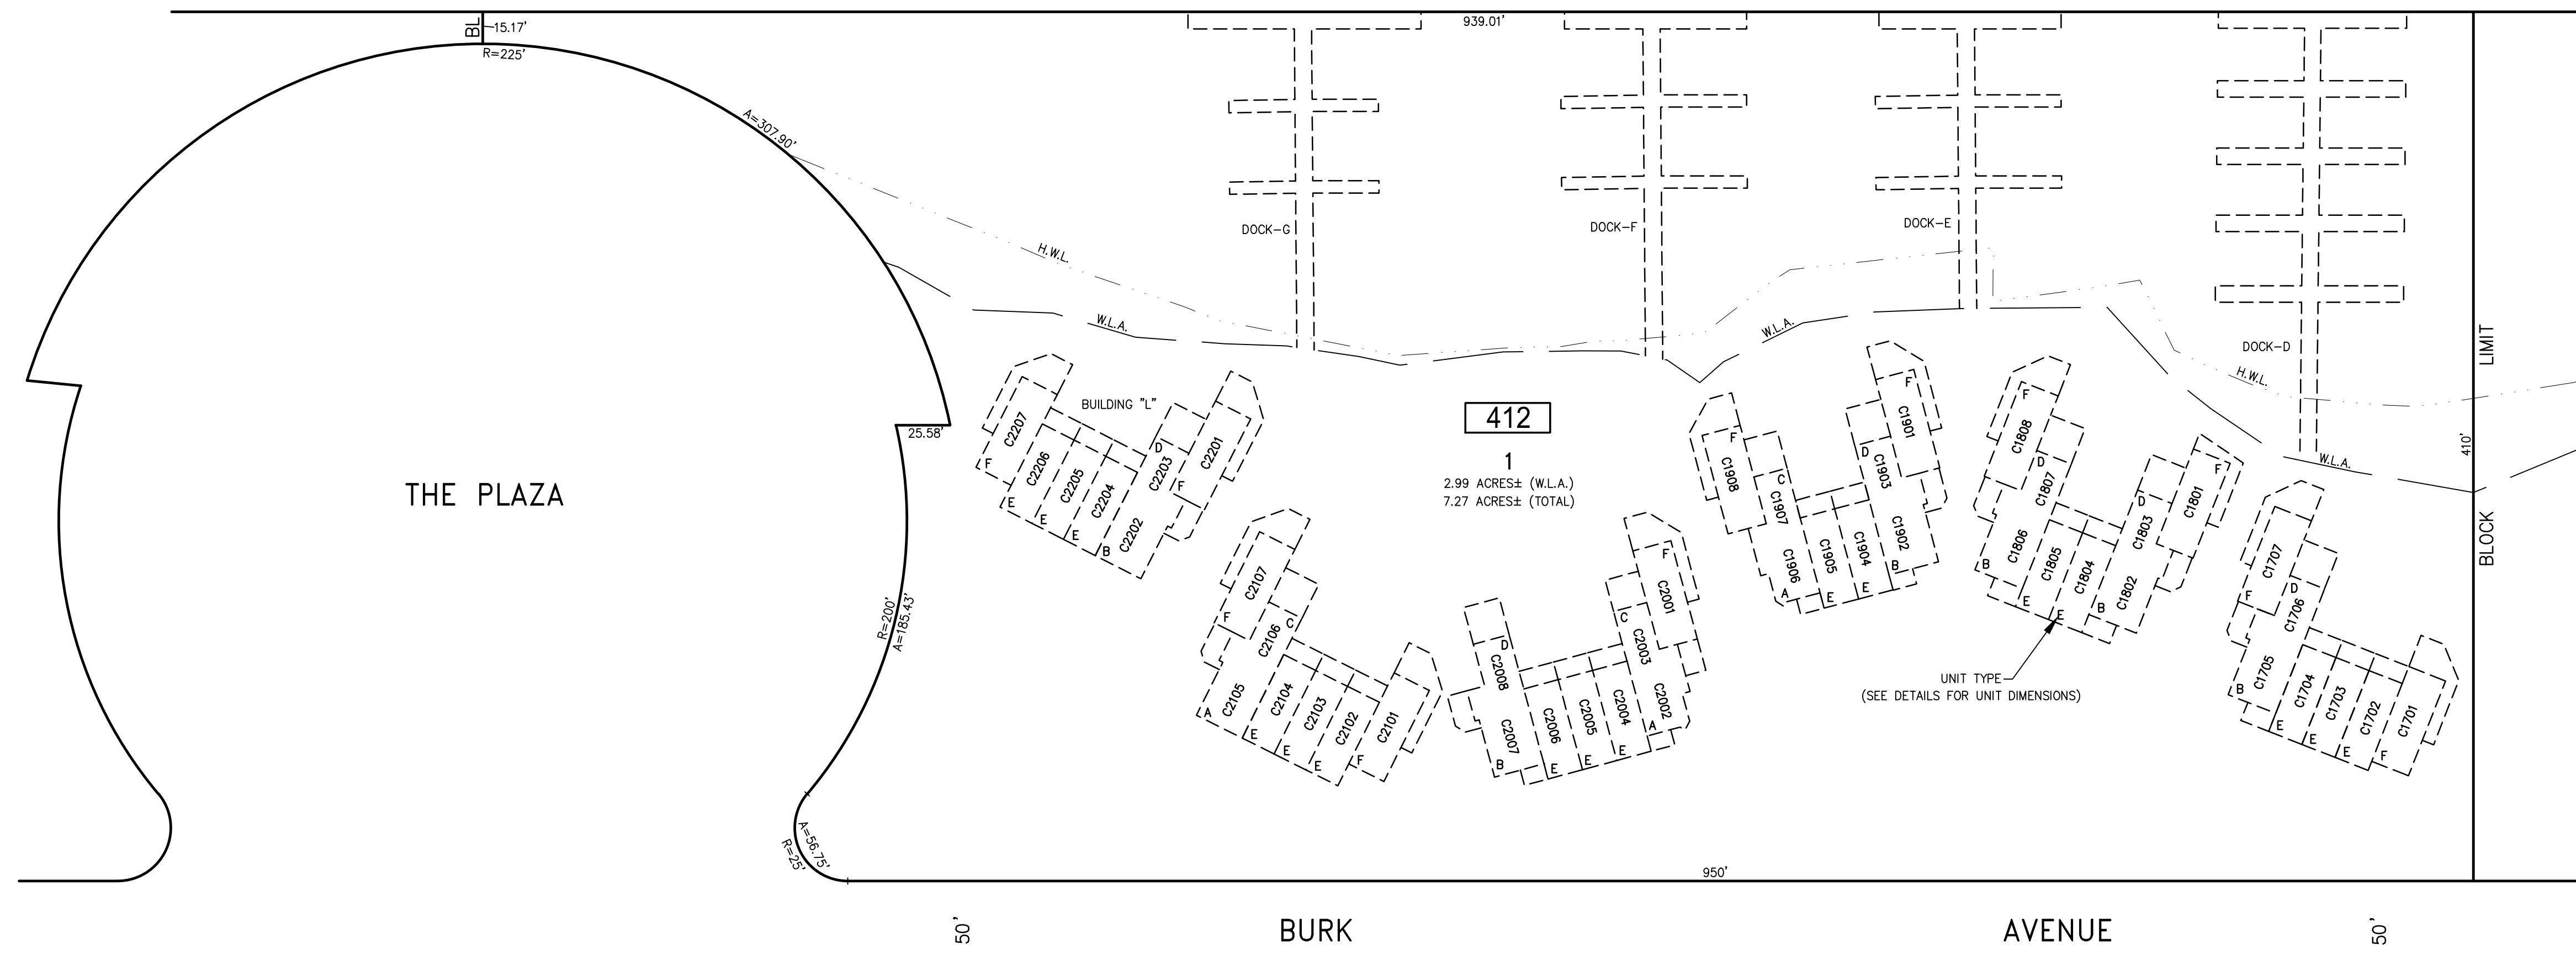 BL
15.17'
R=225'
939.01'
A=307.90'
DOCK-G
DOCK-F
DOCK-E
H.W.L.
W.L.A.
W.L.A.
DOCK-D
H.W.L.
LIMIT
BUILDING "L"
412
1
2.99 ACRES± (W.L.A.)
7.27 ACRES± (TOTAL)
25.58'
410'
W.L.A.
BLOCK
THE PLAZA
C2207
F
C2206
E
C2205
E
C2204
E
C2203
D
C2202
B
C2201
F
C2107
F
C2106
C
C2105
A
C2104
E
C2103
E
C2102
E
C2101
F
C2008
D
C2007
B
C2006
E
C2005
E
C2004
E
C2003
C
C2002
A
C2001
F
C1908
F
C1907
C
C1906
A
C1905
E
C1904
E
C1903
D
C1902
B
C1901
F
C1808
F
C1807
D
C1806
B
C1805
E
C1804
E
C1803
D
C1802
B
C1801
F
C1707
F
C1706
D
C1705
B
C1704
E
C1703
E
C1702
E
C1701
F
UNIT TYPE
(SEE DETAILS FOR UNIT DIMENSIONS)
R=200'
A=185.43'
A=56.75'
R=25'
950'
50'
BURK
AVENUE
50'